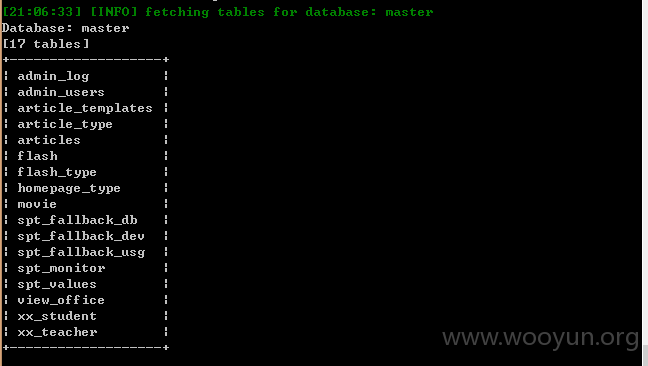 [21:06:33] [INFO] fetching tables for database: master
Database: master
[17 tables]
+-------------------+
| admin_log |
| admin_users |
| article_templates |
| article_type |
| articles |
| flash |
| flash_type |
| homepage_type |
| movie |
| spt_fallback_db |
| spt_fallback_dev |
| spt_fallback_usg |
| spt_monitor |
| spt_values |
| view_office |
| xx_student |
| xx_teacher |
+-------------------+
www.wooyun.org